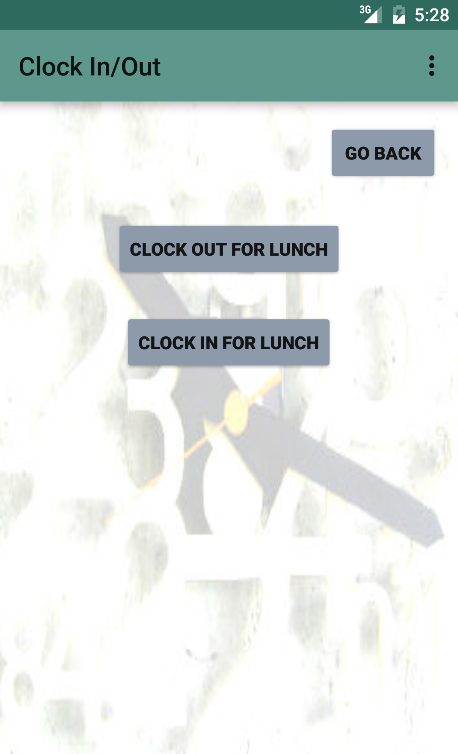 3G 5:28
Clock In/Out
GO BACK
CLOCK OUT FOR LUNCH
CLOCK IN FOR LUNCH